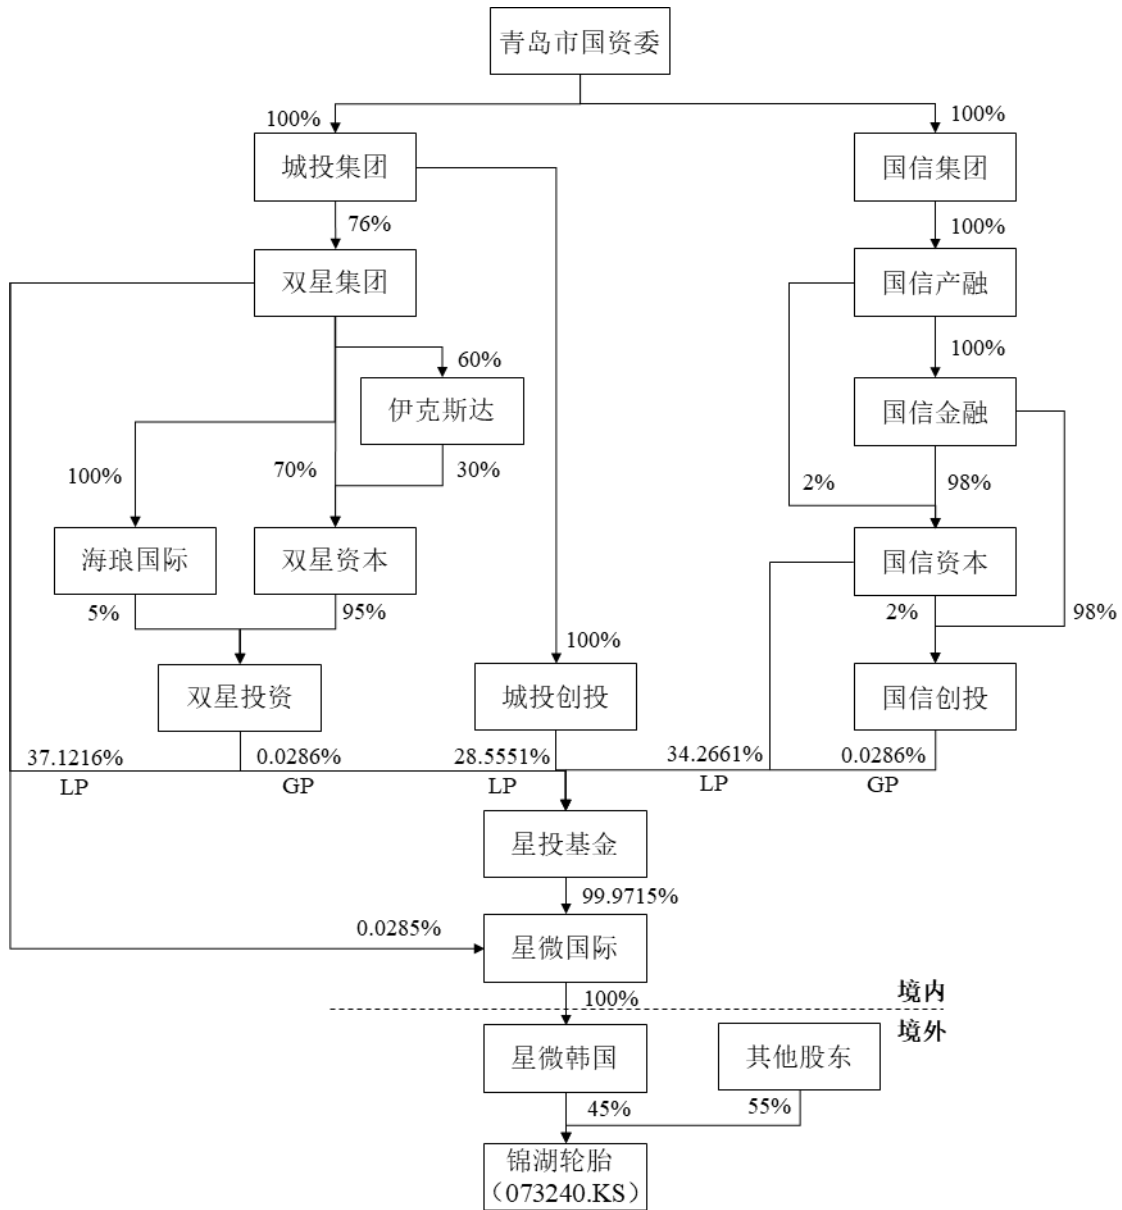 青岛市国资委
100%
100%
城投集团
国信集团
76%
100%
双星集团
国信产融
60%
100%
伊克斯达
国信金融
100%
70%
30%
2%
98%
海琅国际
双星资本
国信资本
5%
95%
2%
98%
100%
双星投资
城投创投
国信创投
37.1216%
0.0286%
28.5551%
34.2661%
0.0286%
LP
GP
LP
LP
GP
星投基金
99.9715%
0.0285%
星微国际
100%
境内
境外
星微韩国
其他股东
45%
55%
锦湖轮胎
（073240.KS）